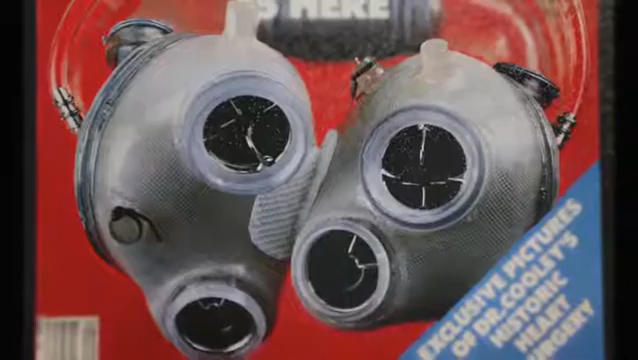 S HERE
EXCLUSIVE PICTURES
OF DR. COOLEY'S
HISTORIC
HEART
SURGERY